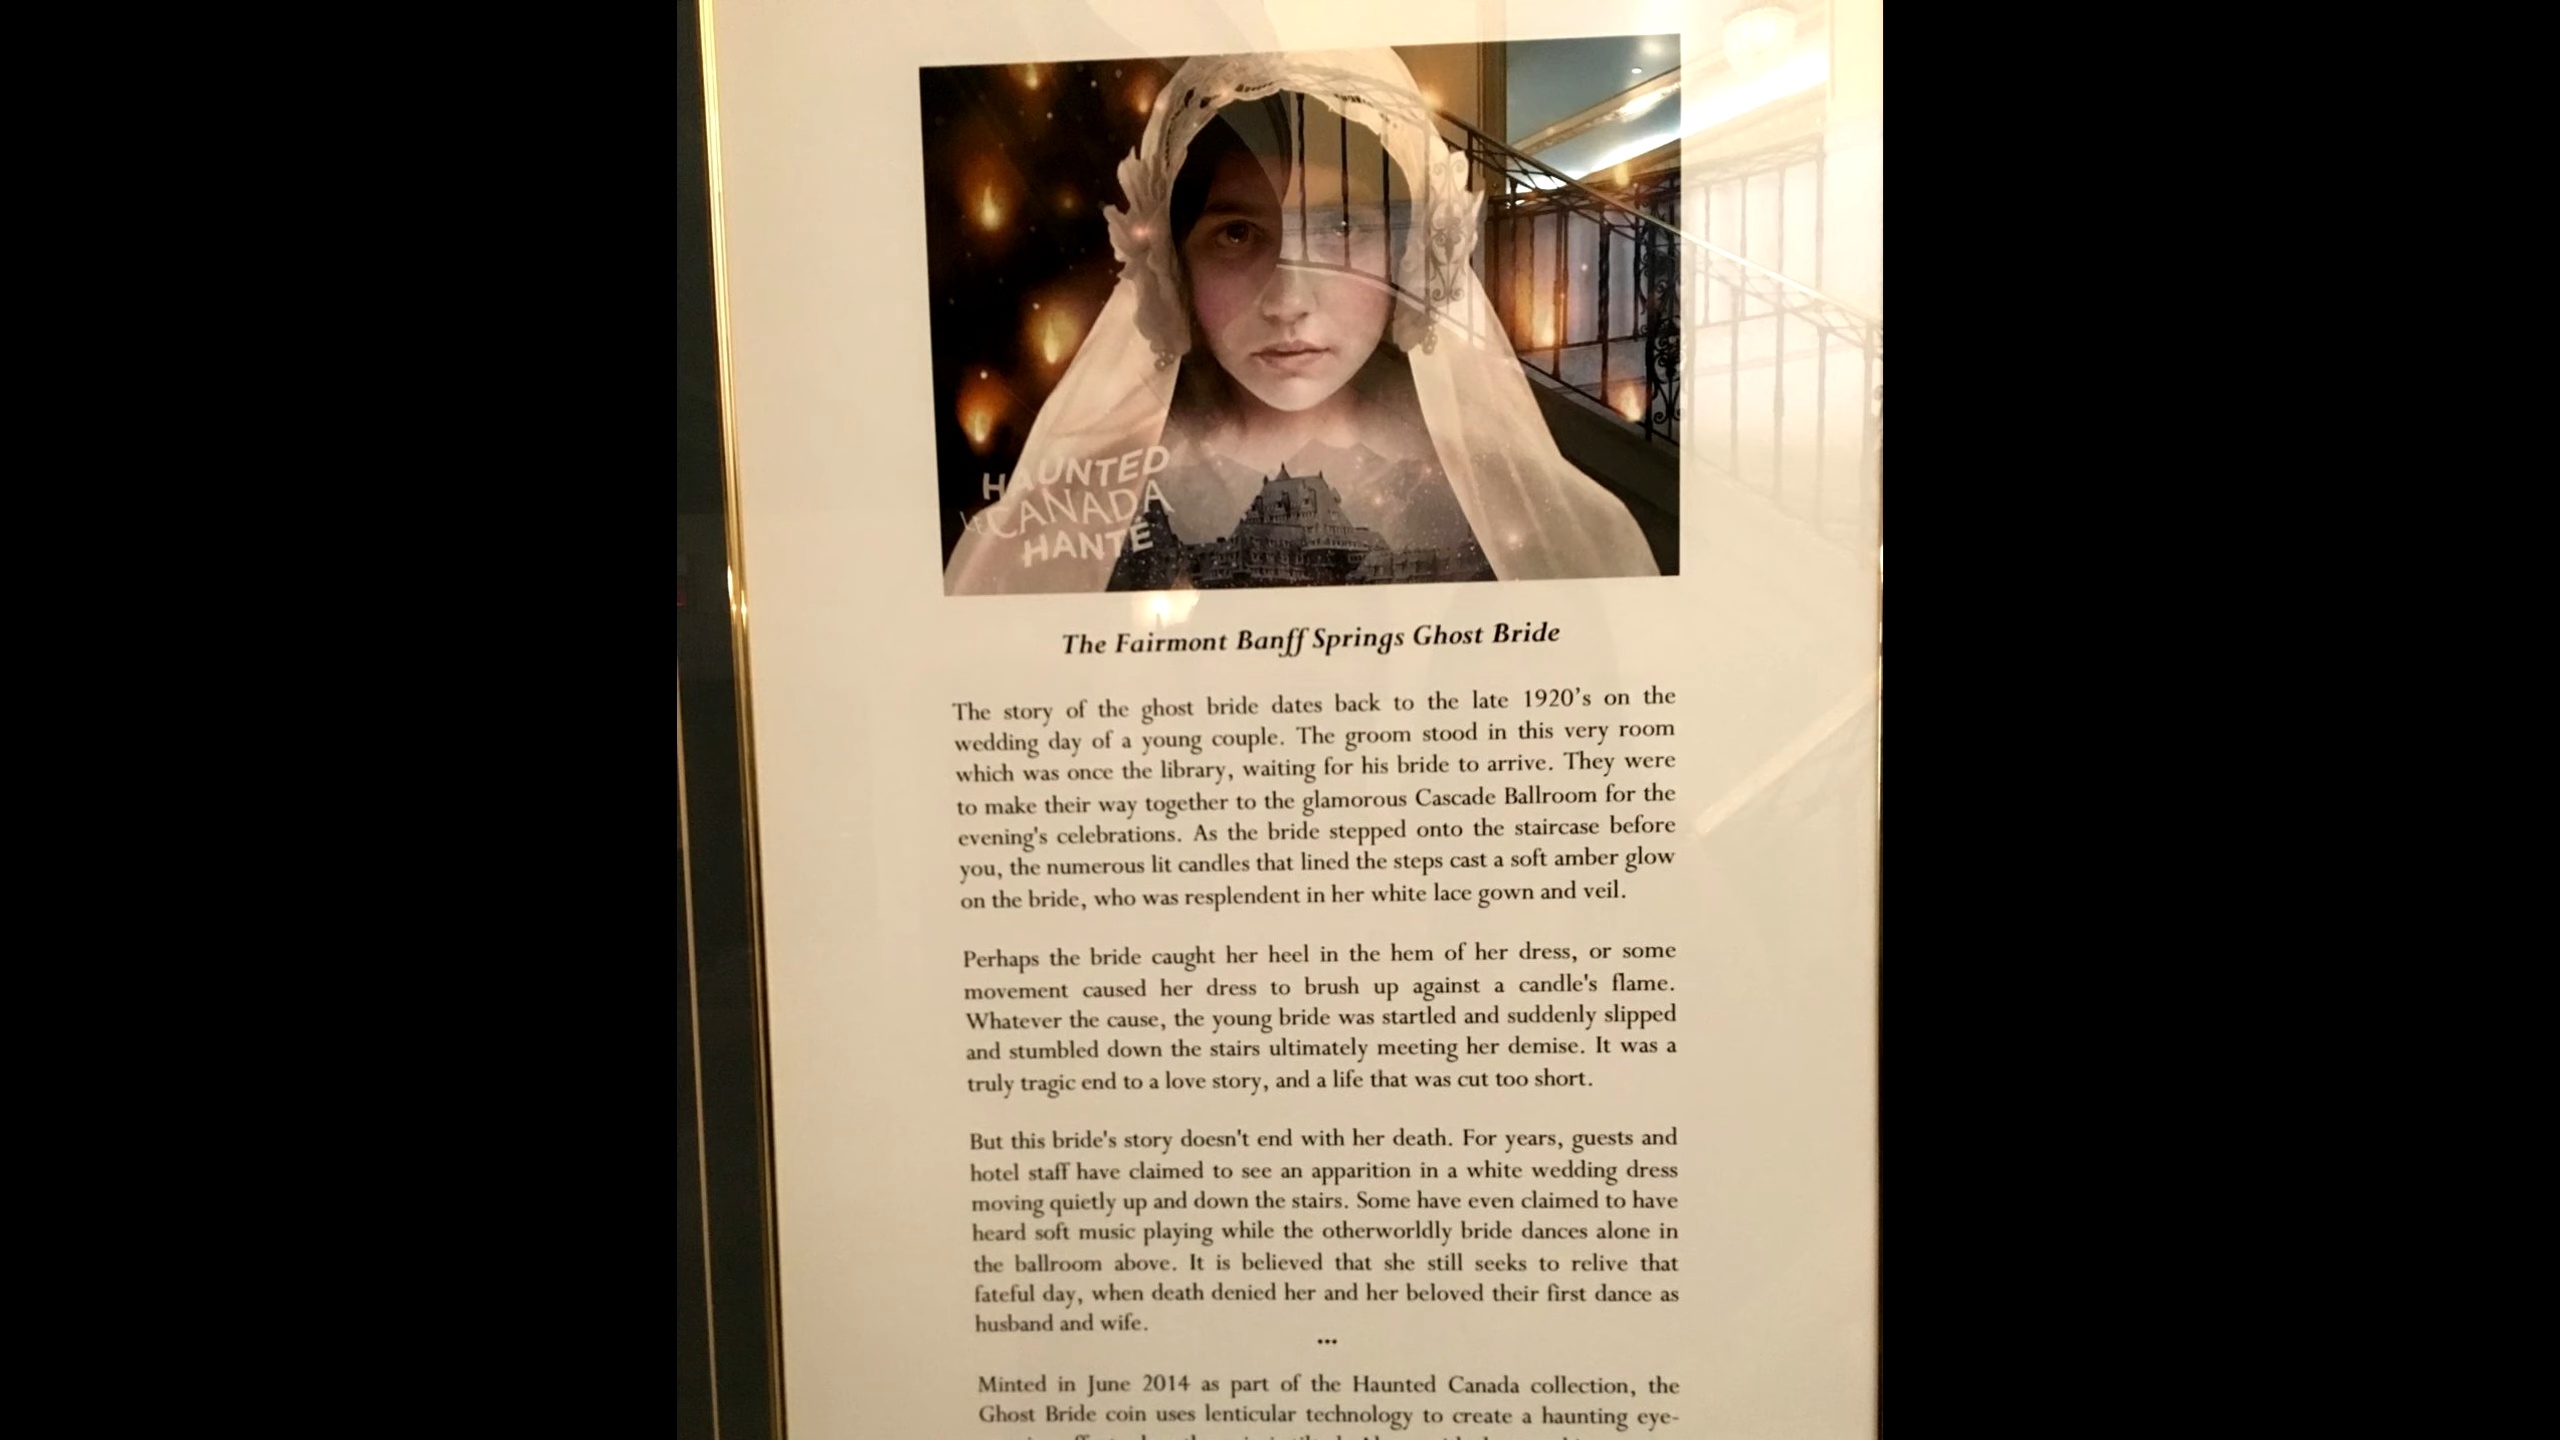 HAUNTED
LE CANADA
HANTÉ
The Fairmont Banff Springs Ghost Bride
The story of the ghost bride dates back to the late 1920's on the
wedding day of a young couple. The groom stood in this very room
which was once the library, waiting for his bride to arrive. They were
to make their way together to the glamorous Cascade Ballroom for the
evening's celebrations. As the bride stepped onto the staircase before
you, the numerous lit candles that lined the steps cast a soft amber glow
on the bride, who was resplendent in her white lace gown and veil.
Perhaps the bride caught her heel in the hem of her dress, or some
movement caused her dress to brush up against a candle's flame.
Whatever the cause, the young bride was startled and suddenly slipped
and stumbled down the stairs ultimately meeting her demise. It was a
truly tragic end to a love story, and a life that was cut too short.
But this bride's story doesn't end with her death. For years, guests and
hotel staff have claimed to see an apparition in a white wedding dress
moving quietly up and down the stairs. Some have even claimed to have
heard soft music playing while the otherworldly bride dances alone in
the ballroom above. It is believed that she still seeks to relive that
fateful day, when death denied her and her beloved their first dance as
husband and wife.
...
Minted in June 2014 as part of the Haunted Canada collection, the
Ghost Bride coin uses lenticular technology to create a haunting eye-